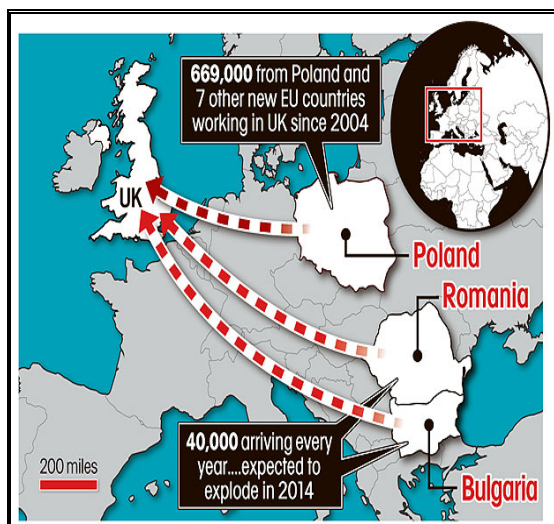 669,000 from Poland and
7 other new EU countries
working in UK since 2004
UK
Poland
Romania
40,000 arriving every
year....expected to
explode in 2014
200 miles
Bulgaria